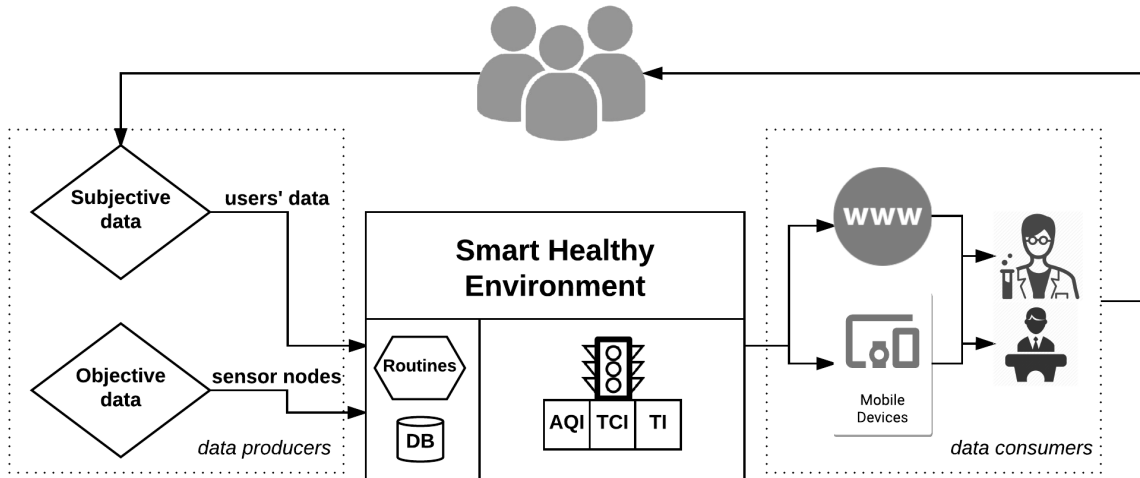 Subjective
data
users' data
Objective
data
sensor nodes
data producers
Smart Healthy
Environment
Routines
DB
AQI TCI TI
www
Mobile
Devices
data consumers